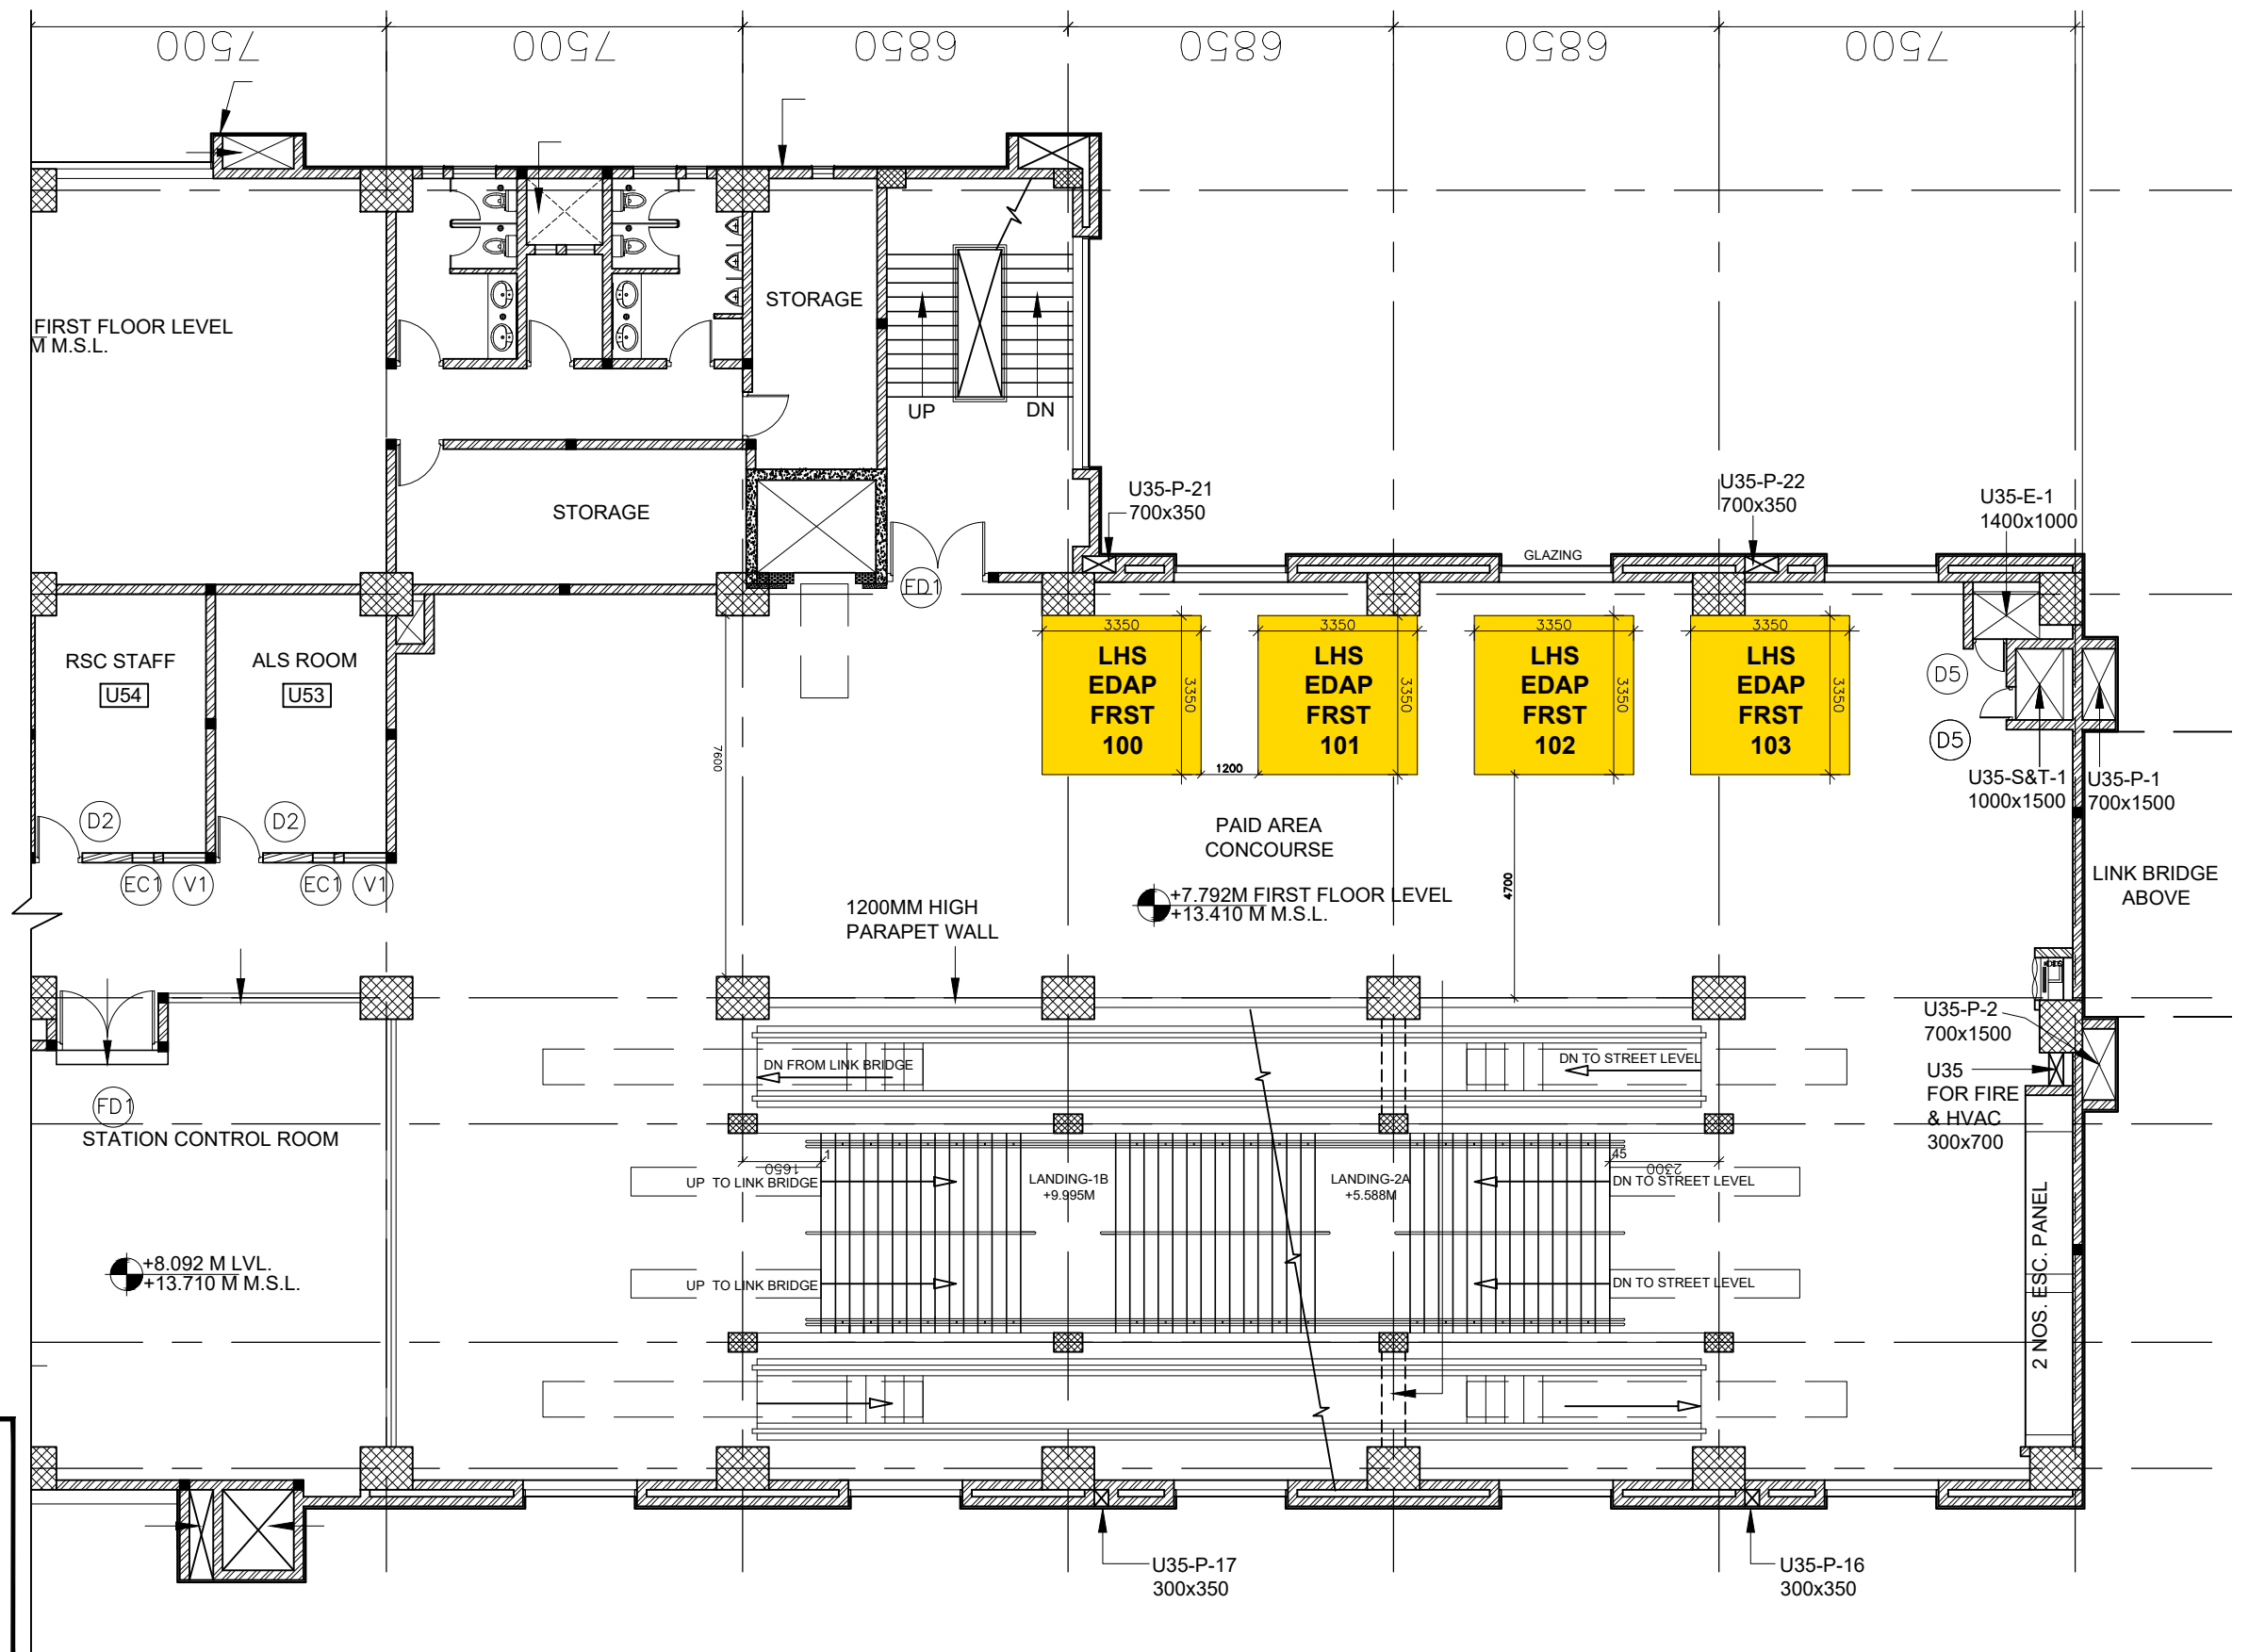 7500
7500
6850
6850
6850
7500
FIRST FLOOR LEVEL
M M.S.L.
STORAGE
UP
DN
STORAGE
U35-P-21
700x350
U35-P-22
700x350
U35-E-1
1400x1000
GLAZING
FD1
RSC STAFF
U54
ALS ROOM
U53
3350
LHS
EDAP
FRST
100
3350
3350
LHS
EDAP
FRST
101
3350
3350
LHS
EDAP
FRST
102
3350
3350
LHS
EDAP
FRST
103
3350
D5
D5
7600
1200
U35-S&T-1
1000x1500
U35-P-1
700x1500
D2
D2
EC1
V1
EC1
V1
PAID AREA
CONCOURSE
4700
+7.792M FIRST FLOOR LEVEL
+13.410 M M.S.L.
1200MM HIGH
PARAPET WALL
LINK BRIDGE
ABOVE
U35-P-2
700x1500
U35
FOR FIRE
& HVAC
300x700
DN FROM LINK BRIDGE
DN TO STREET LEVEL
FD1
STATION CONTROL ROOM
1650
1
45
2300
UP TO LINK BRIDGE
LANDING-1B
+9.995M
LANDING-2A
+5.588M
DN TO STREET LEVEL
+8.092 M LVL.
+13.710 M M.S.L.
UP TO LINK BRIDGE
DN TO STREET LEVEL
2 NOS. ESC. PANEL
U35-P-17
300x350
U35-P-16
300x350